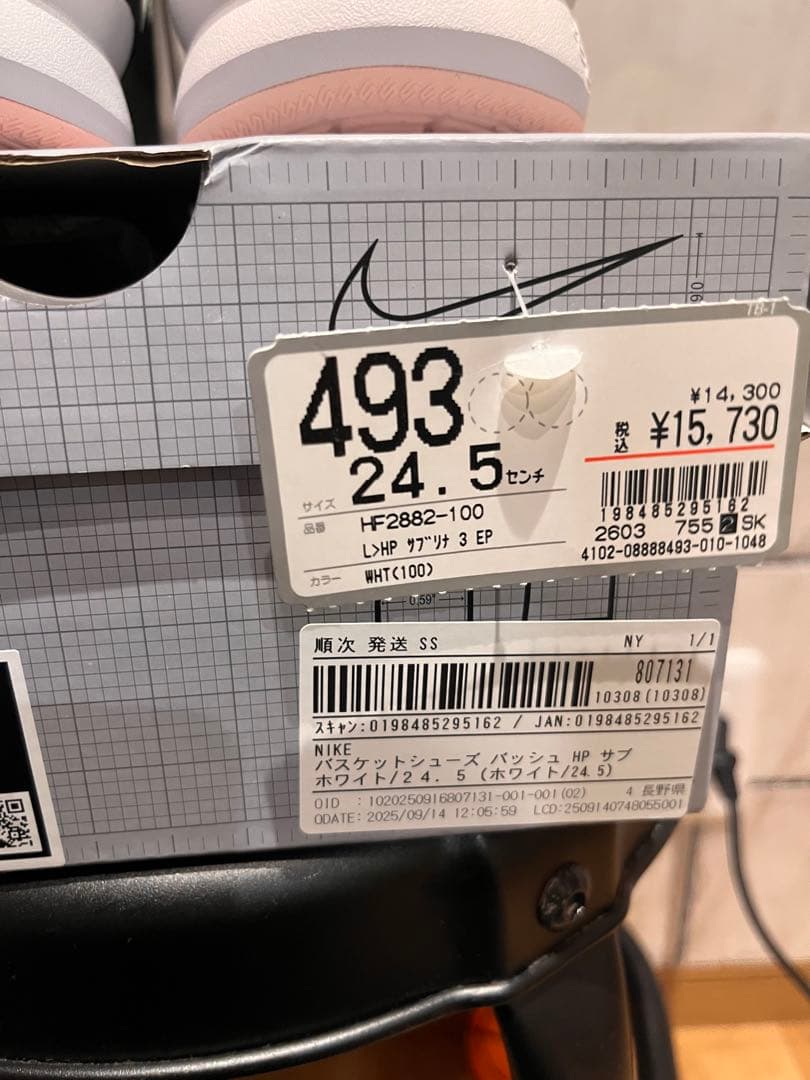 493
サイズ 24.5センチ
品番 HF2882-100
L>HP サブリナ 3 EP
カラー WHT(100)
¥14,300
税込 ¥15,730
198485295162
2603 755 2 SK
4102-08888493-010-1048
0.59"
順次 発送 SS NY 1/1
807131
10308(10308)
スキャン:0198485295162 / JAN:0198485295162
NIKE
バスケットシューズ バッシュ HP サブ
ホワイト/24.5 (ホワイト/24.5)
OID :1020250916807131-001-001(02) 4 長野県
ODATE: 2025/09/14 12:05:59 LCD:2509140748055001